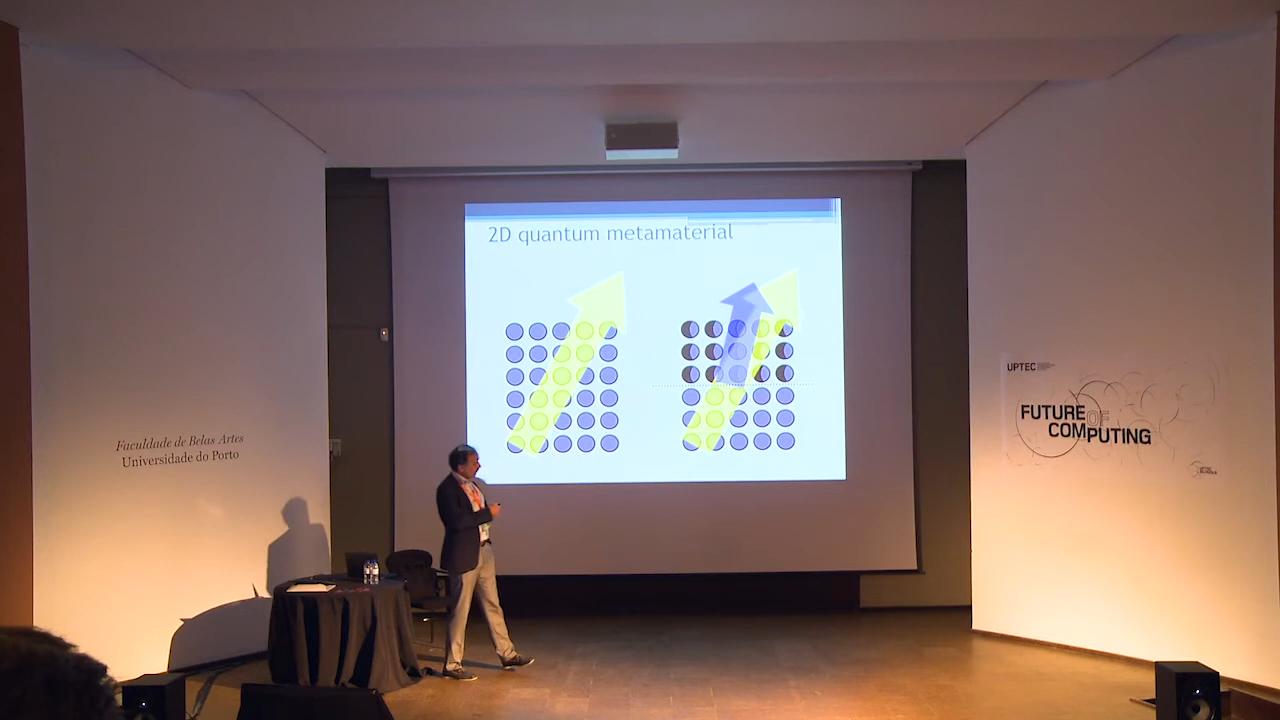 2D quantum metamaterial
Faculdade de Belas Artes
Universidade do Porto
UPTEC
FUTURE OF
COMPUTING